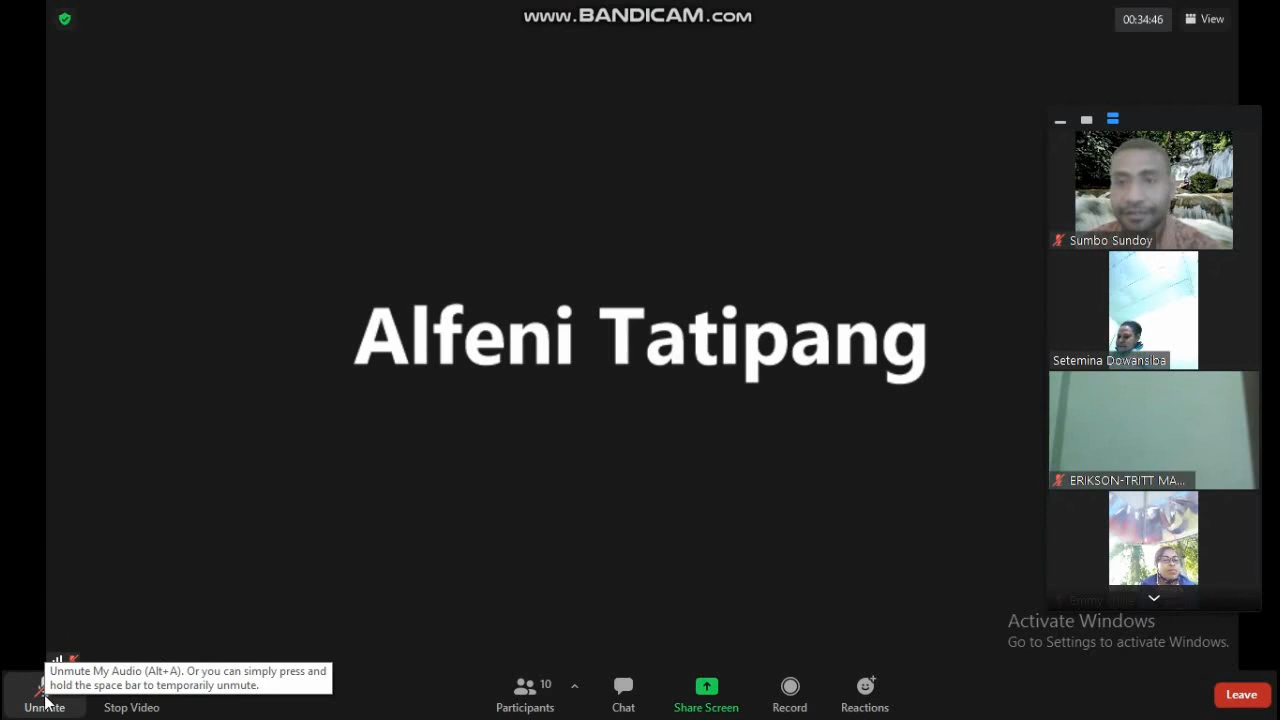 www.BANDICAM.com
00:34:46
View
Alfeni Tatipang
Sumbo Sundoy
Setemina Dowansiba
ERIKSON-TRITT MA...
Emmy
Activate Windows
Go to Settings to activate Windows.
Unmute My Audio (Alt+A). Or you can simply press and
hold the space bar to temporarily unmute.
Unmute
Stop Video
10
Participants
Chat
Share Screen
Record
Reactions
Leave